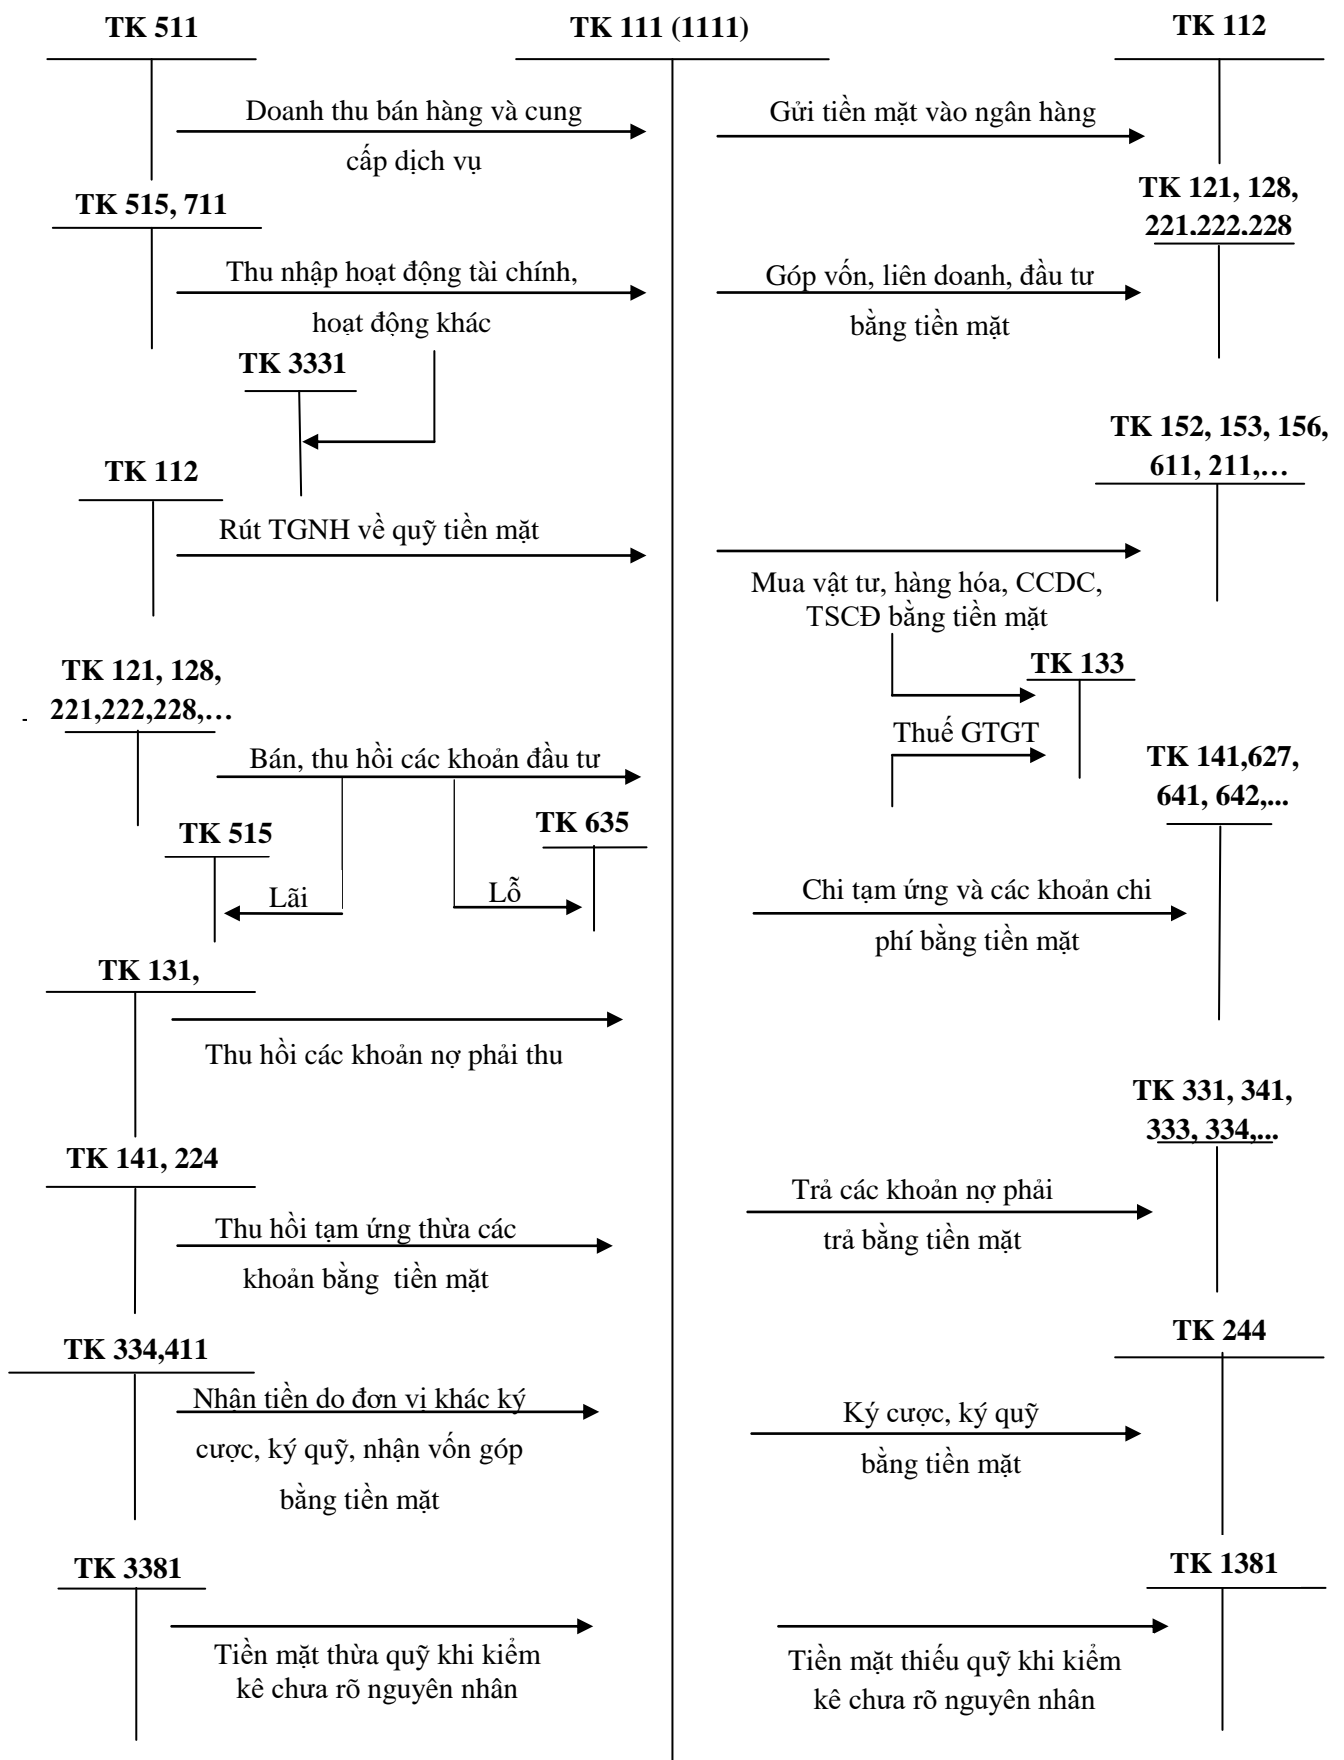 TK 511
TK 111 (1111)
TK 112
Doanh thu bán hàng và cung
cấp dịch vụ
Gửi tiền mặt vào ngân hàng
TK 515, 711
TK 121, 128,
221,222,228
Thu nhập hoạt động tài chính,
hoạt động khác
Góp vốn, liên doanh, đầu tư
bằng tiền mặt
TK 3331
TK 152, 153, 156,
611, 211,…
TK 112
Rút TGNH về quỹ tiền mặt
Mua vật tư, hàng hóa, CCDC,
TSCĐ bằng tiền mặt
TK 133
Thuế GTGT
TK 121, 128,
221,222,228,…
Bán, thu hồi các khoản đầu tư
TK 141,627,
641, 642,...
TK 515
TK 635
Lãi
Lỗ
Chi tạm ứng và các khoản chi
phí bằng tiền mặt
TK 131,
Thu hồi các khoản nợ phải thu
TK 331, 341,
333, 334,...
TK 141, 224
Thu hồi tạm ứng thừa các
khoản bằng tiền mặt
Trả các khoản nợ phải
trả bằng tiền mặt
TK 334,411
TK 244
Nhận tiền do đơn vị khác ký
cược, ký quỹ, nhận vốn góp
bằng tiền mặt
Ký cược, ký quỹ
bằng tiền mặt
TK 3381
TK 1381
Tiền mặt thừa quỹ khi kiểm
kê chưa rõ nguyên nhân
Tiền mặt thiếu quỹ khi kiểm
kê chưa rõ nguyên nhân